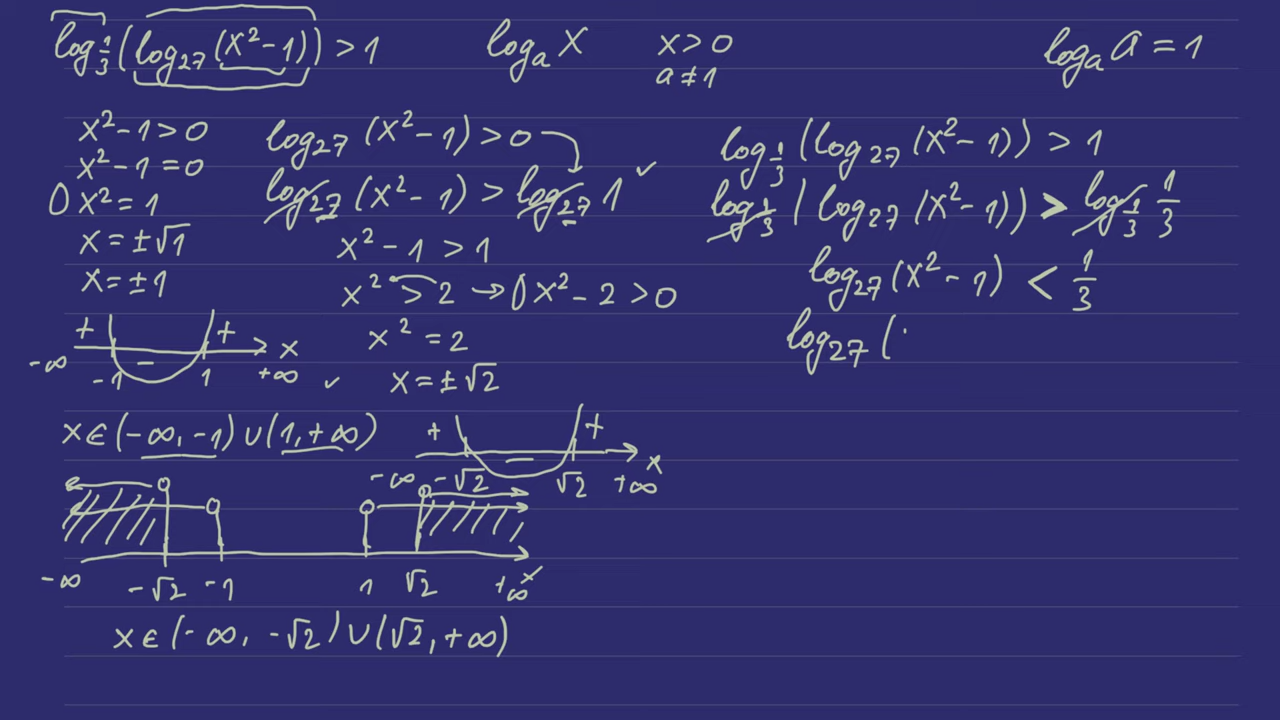 log_{1/3}(log_{27}(x²-1)) > 1
log_a x
x > 0
a ≠ 1
log_a a = 1
x²-1 > 0
x²-1 = 0
x² = 1
x = ±√1
x = ±1
+ - +
-∞ -1 1 +∞ x
x ∈ (-∞, -1) ∪ (1, +∞)
log_{27}(x²-1) > 0
log_{27}(x²-1) > log_{27} 1 ✓
x² - 1 > 1
x² > 2 → x² - 2 > 0
x² = 2
✓ x = ±√2
+ - +
-∞ -√2 √2 +∞ x
-∞ -√2 -1 1 √2 +∞ x
x ∈ (-∞, -√2) ∪ (√2, +∞)
log_{1/3}(log_{27}(x²-1)) > 1
log_{1/3}(log_{27}(x²-1)) > log_{1/3} 1/3
log_{27}(x²-1) < 1/3
log_{27}(